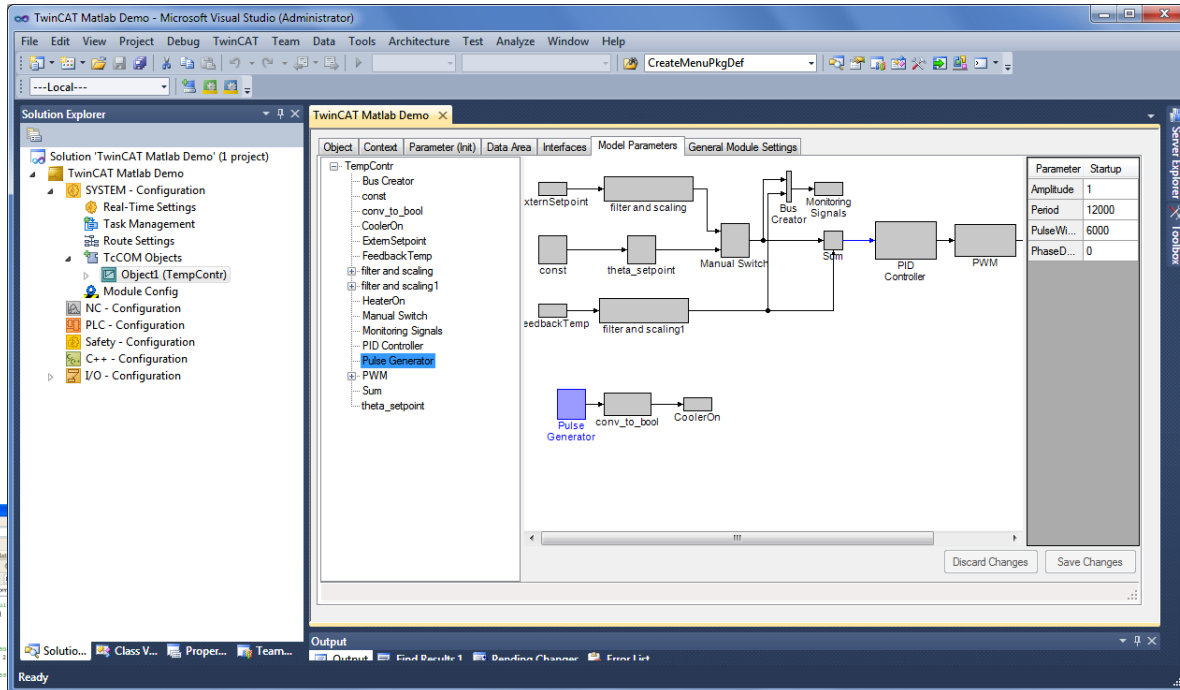 TwinCAT Matlab Demo - Microsoft Visual Studio (Administrator)
File Edit View Project Debug TwinCAT Team Data Tools Architecture Test Analyze Window Help
CreateMenuPkgDef
---Local---
Solution Explorer
Solution 'TwinCAT Matlab Demo' (1 project)
TwinCAT Matlab Demo
SYSTEM - Configuration
Real-Time Settings
Task Management
Route Settings
TcCOM Objects
Object1 (TempContr)
Module Config
NC - Configuration
PLC - Configuration
Safety - Configuration
C++ - Configuration
I/O - Configuration
Solutio... Class V... Proper... Team...
TwinCAT Matlab Demo
Object Context Parameter (Init) Data Area Interfaces Model Parameters General Module Settings
TempContr
Bus Creator
const
conv_to_bool
CoolerOn
ExternSetpoint
FeedbackTemp
filter and scaling
filter and scaling1
HeaterOn
Manual Switch
Monitoring Signals
PID Controller
Pulse Generator
PWM
Sum
theta_setpoint
xternSetpoint
filter and scaling
Bus
Creator
Monitoring
Signals
const
theta_setpoint
Manual Switch
Sum
PID
Controller
PWM
eedbackTemp
filter and scaling1
Pulse
Generator
conv_to_bool
CoolerOn
Parameter Startup
Amplitude 1
Period 12000
PulseWi... 6000
PhaseD... 0
Discard Changes Save Changes
Server Explorer
Toolbox
Output
Output Find Results 1 Pending Changes Error List
Ready